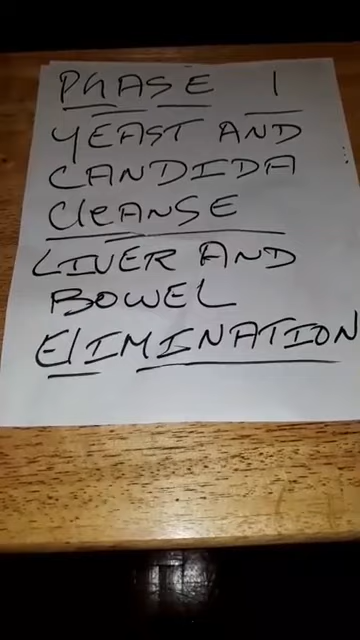 PHASE 1
YEAST AND
CANDIDA
CLEANSE
LIVER AND
BOWEL
ELIMINATION